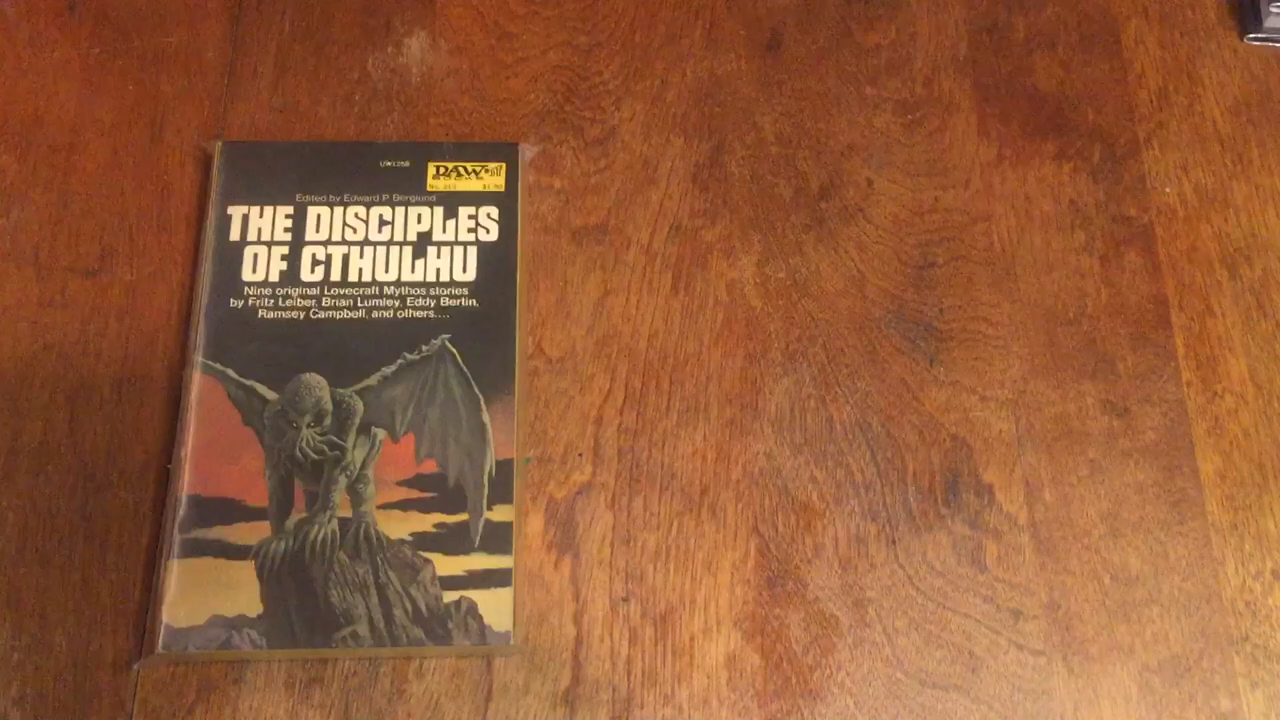 UW1258
DAW
BOOKS
Edited by Edward P. Berglund
THE DISCIPLES
OF CTHULHU
Nine original Lovecraft Mythos stories
by Fritz Leiber, Brian Lumley, Eddy Bertin,
Ramsey Campbell, and others....